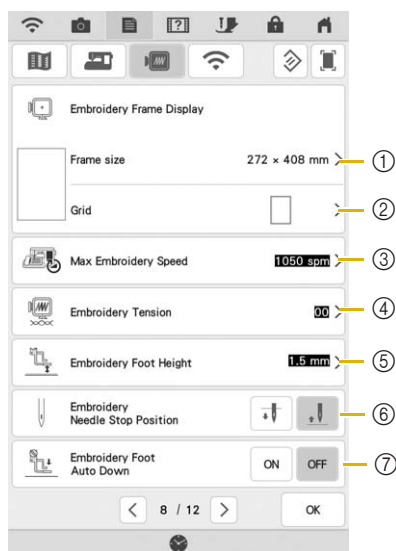 Embroidery Frame Display
Frame size 272 × 408 mm > ①
Grid > ②
Max Embroidery Speed 1050 spm > ③
Embroidery Tension 00 > ④
Embroidery Foot Height 1.5 mm > ⑤
Embroidery
Needle Stop Position ⑥
Embroidery Foot
Auto Down ON OFF ⑦
< 8 / 12 > OK